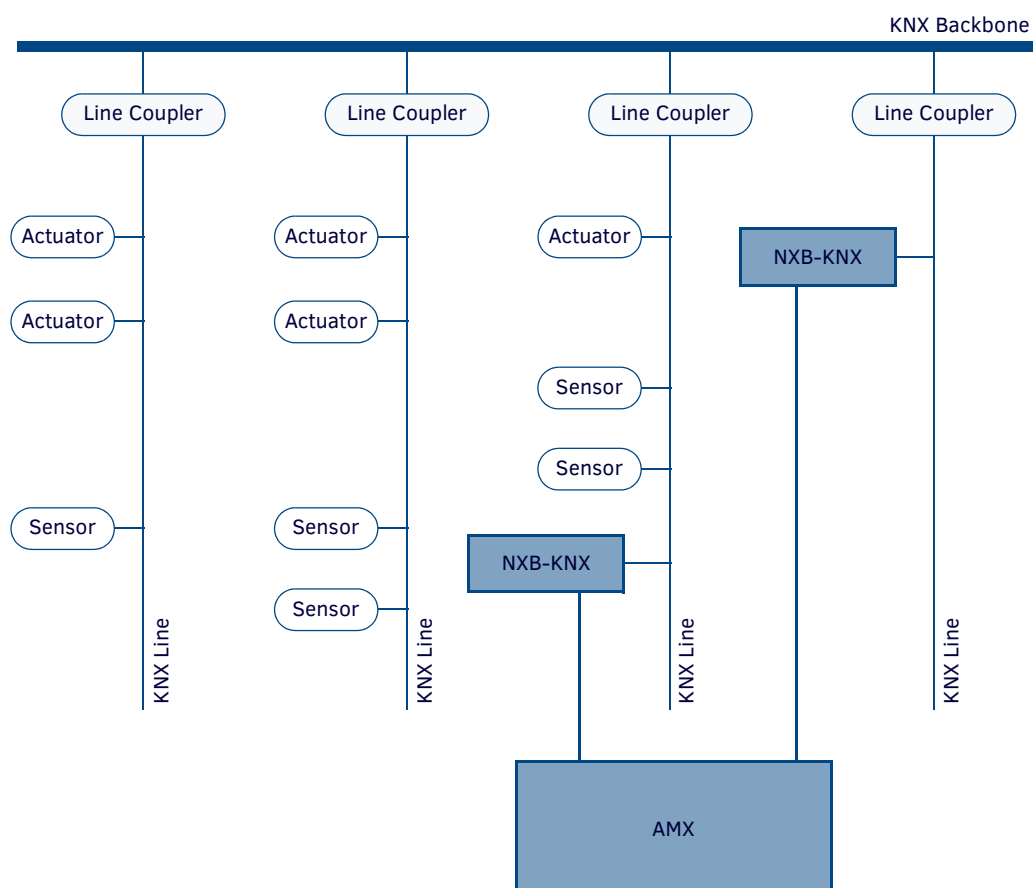 KNX Backbone
Line Coupler
Line Coupler
Line Coupler
Line Coupler
Actuator
Actuator
Actuator
NXB-KNX
Actuator
Actuator
Sensor
Sensor
Sensor
Sensor
NXB-KNX
Sensor
KNX Line
KNX Line
KNX Line
KNX Line
AMX